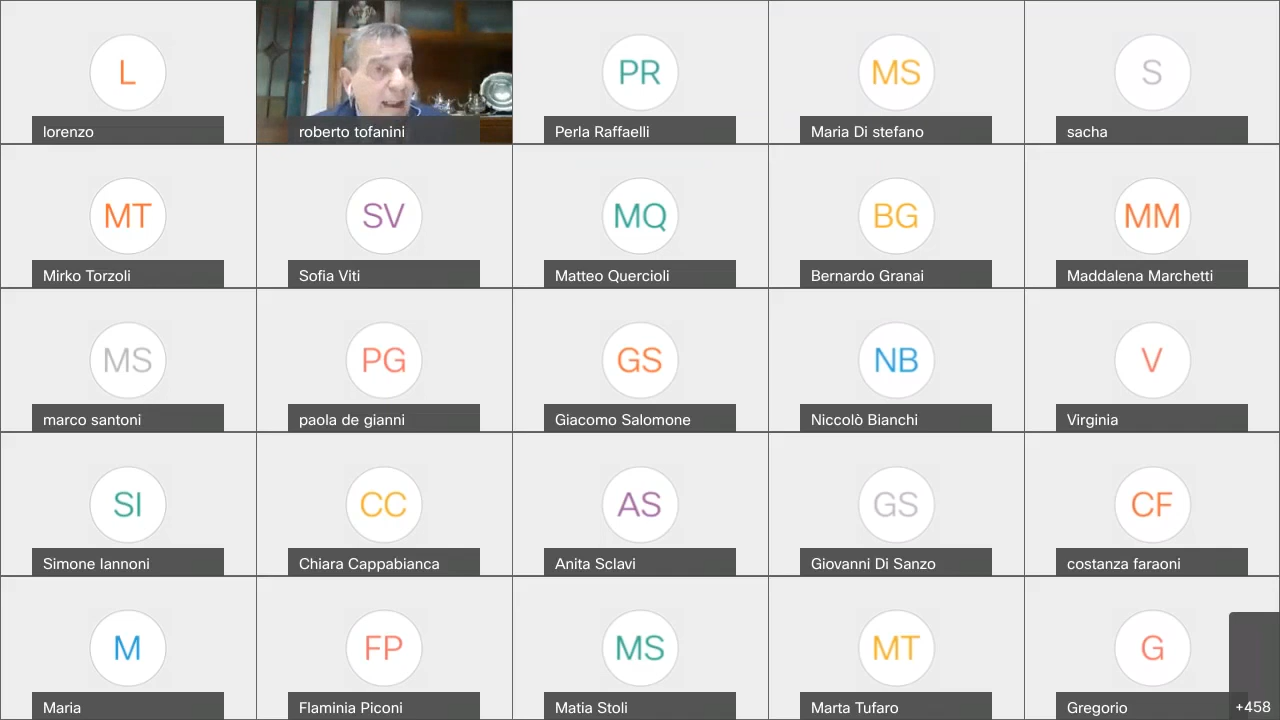 L
lorenzo
roberto tofanini
PR
Perla Raffaelli
MS
Maria Di stefano
S
sacha
MT
Mirko Torzoli
SV
Sofia Viti
MQ
Matteo Quercioli
BG
Bernardo Granai
MM
Maddalena Marchetti
MS
marco santoni
PG
paola de gianni
GS
Giacomo Salomone
NB
Niccolò Bianchi
V
Virginia
SI
Simone Iannoni
CC
Chiara Cappabianca
AS
Anita Sclavi
GS
Giovanni Di Sanzo
CF
costanza faraoni
M
Maria
FP
Flaminia Piconi
MS
Matia Stoli
MT
Marta Tufaro
G
Gregorio
+458